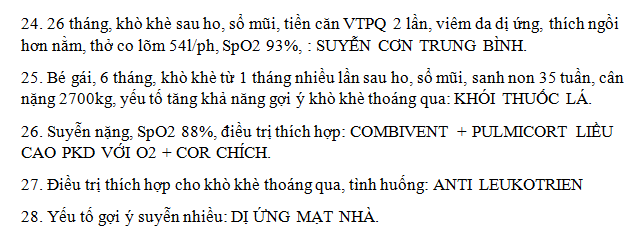 24. 26 tháng, khò khè sau ho, sổ mũi, tiền căn VTPQ 2 lần, viêm da dị ứng, thích ngồi
hơn nằm, thở co lõm 54l/ph, SpO2 93%, : SUYỄN CƠN TRUNG BÌNH.
25. Bé gái, 6 tháng, khò khè từ 1 tháng nhiều lần sau ho, sổ mũi, sanh non 35 tuần, cân
nặng 2700kg, yếu tố tăng khả năng gợi ý khò khè thoáng qua: KHÓI THUỐC LÁ.
26. Suyễn nặng, SpO2 88%, điều trị thích hợp: COMBIVENT + PULMICORT LIỀU
CAO PKD VỚI O2 + COR CHÍCH.
27. Điều trị thích hợp cho khò khè thoáng qua, tình huống: ANTI LEUKOTRIEN
28. Yếu tố gợi ý suyễn nhiều: DỊ ỨNG MẠT NHÀ.